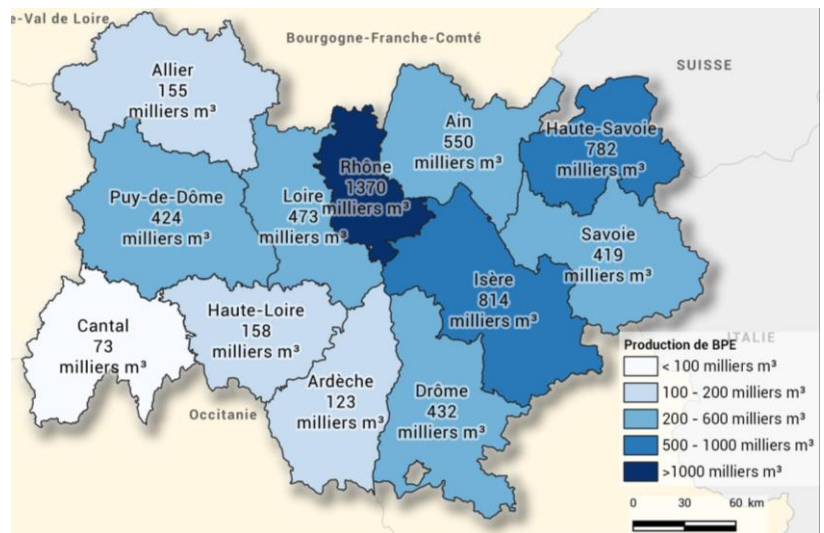 e-Val de Loire
Bourgogne-Franche-Comté
SUISSE
Allier
155
milliers m³
Ain
550
milliers m³
Haute-Savoie
782
milliers m³
Rhône
1370
milliers m³
Puy-de-Dôme
424
milliers m³
Loire
473
milliers m³
Savoie
419
milliers m³
Isère
814
milliers m³
Cantal
73
milliers m³
Haute-Loire
158
milliers m³
Ardèche
123
milliers m³
Drôme
432
milliers m³
Occitanie
ITALIE
Production de BPE
< 100 milliers m³
100 - 200 milliers m³
200 - 600 milliers m³
500 - 1000 milliers m³
>1000 milliers m³
0 30 60 km